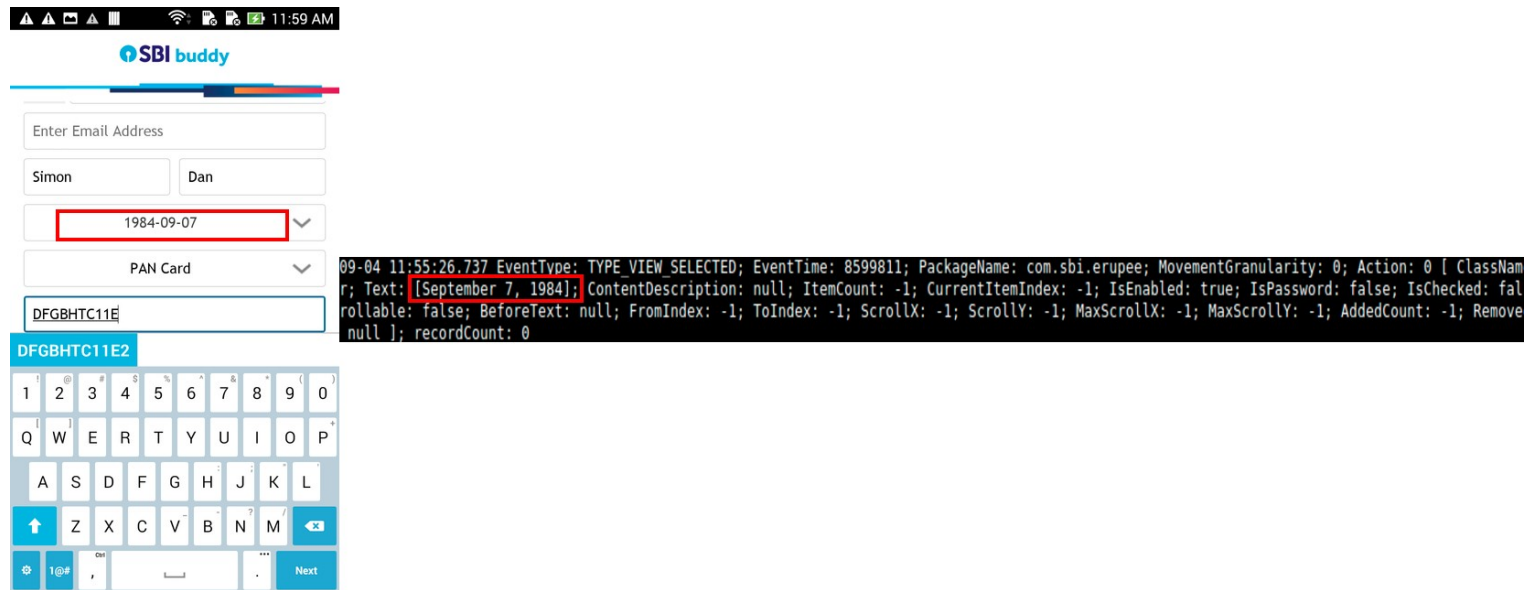 11:59 AM
SBI buddy
Enter Email Address
Simon
Dan
1984-09-07
PAN Card
DFGBHTC11E
DFGBHTC11E2
! @ # $ % ^ & * ( )
1 2 3 4 5 6 7 8 9 0
[ ] +
Q W E R T Y U I O P
A S D F G H J K L
Z X C V B N M
1@# Ctrl , . Next
09-04 11:55:26.737 EventType: TYPE_VIEW_SELECTED; EventTime: 8599811; PackageName: com.sbi.erupee; MovementGranularity: 0; Action: 0 [ ClassNam
r; Text: [September 7, 1984]; ContentDescription: null; ItemCount: -1; CurrentItemIndex: -1; IsEnabled: true; IsPassword: false; IsChecked: fal
rollable: false; BeforeText: null; FromIndex: -1; ToIndex: -1; ScrollX: -1; ScrollY: -1; MaxScrollX: -1; MaxScrollY: -1; AddedCount: -1; Remove
null ]; recordCount: 0